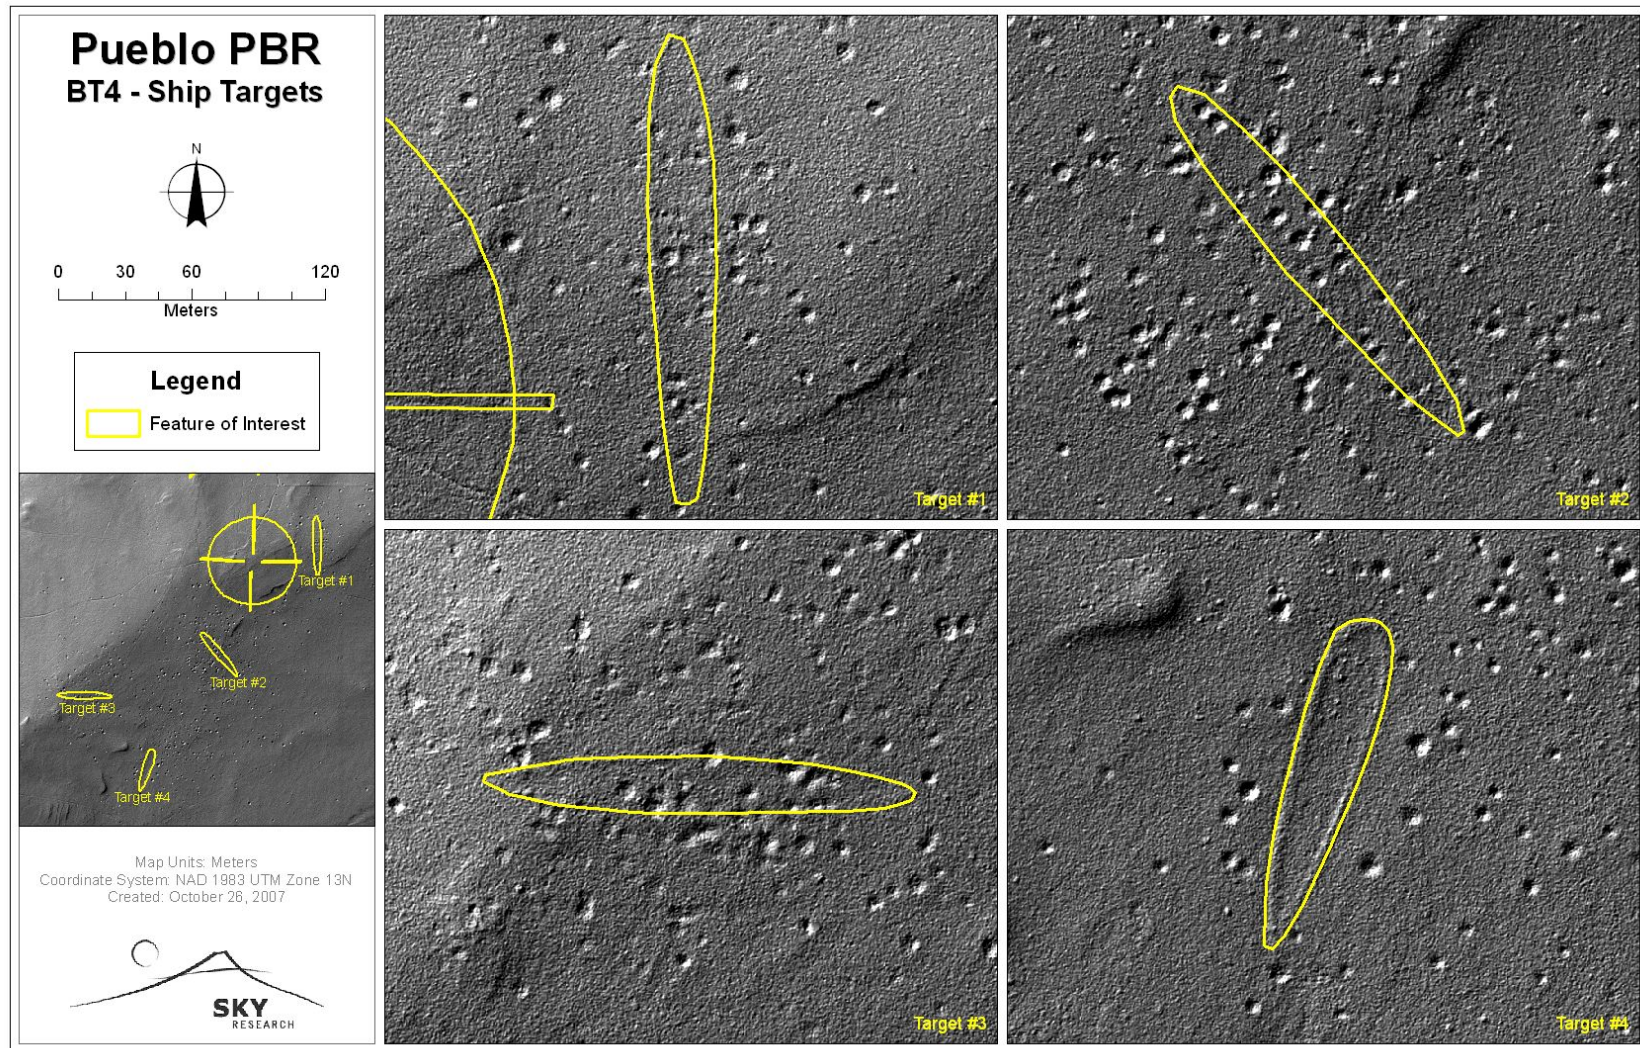 Pueblo PBR
BT4 - Ship Targets
N
0 30 60 120
Meters
Legend
Feature of Interest
Target #1
Target #2
Target #3
Target #4
Map Units: Meters
Coordinate System: NAD 1983 UTM Zone 13N
Created: October 26, 2007
SKY
RESEARCH
Target #1
Target #2
Target #3
Target #4